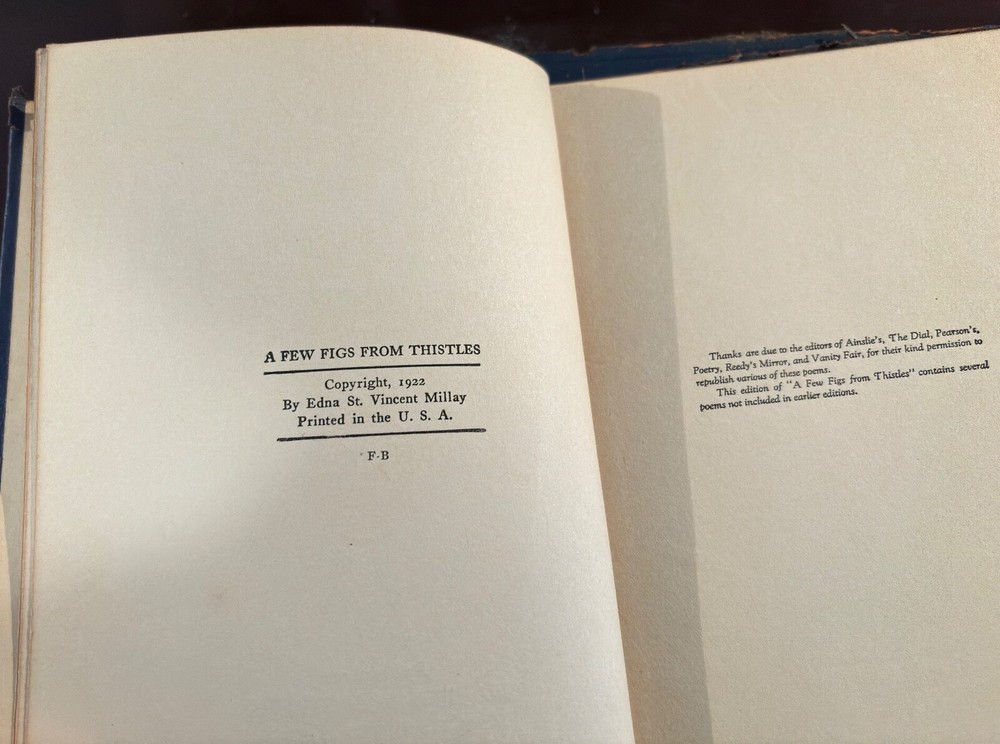 A FEW FIGS FROM THISTLES
Copyright, 1922
By Edna St. Vincent Millay
Printed in the U. S. A.
F-B
Thanks are due to the editors of Ainslie's, The Dial, Pearson's,
Poetry, Reedy's Mirror, and Vanity Fair, for their kind permission to
republish various of these poems.
This edition of "A Few Figs from Thistles" contains several
poems not included in earlier editions.